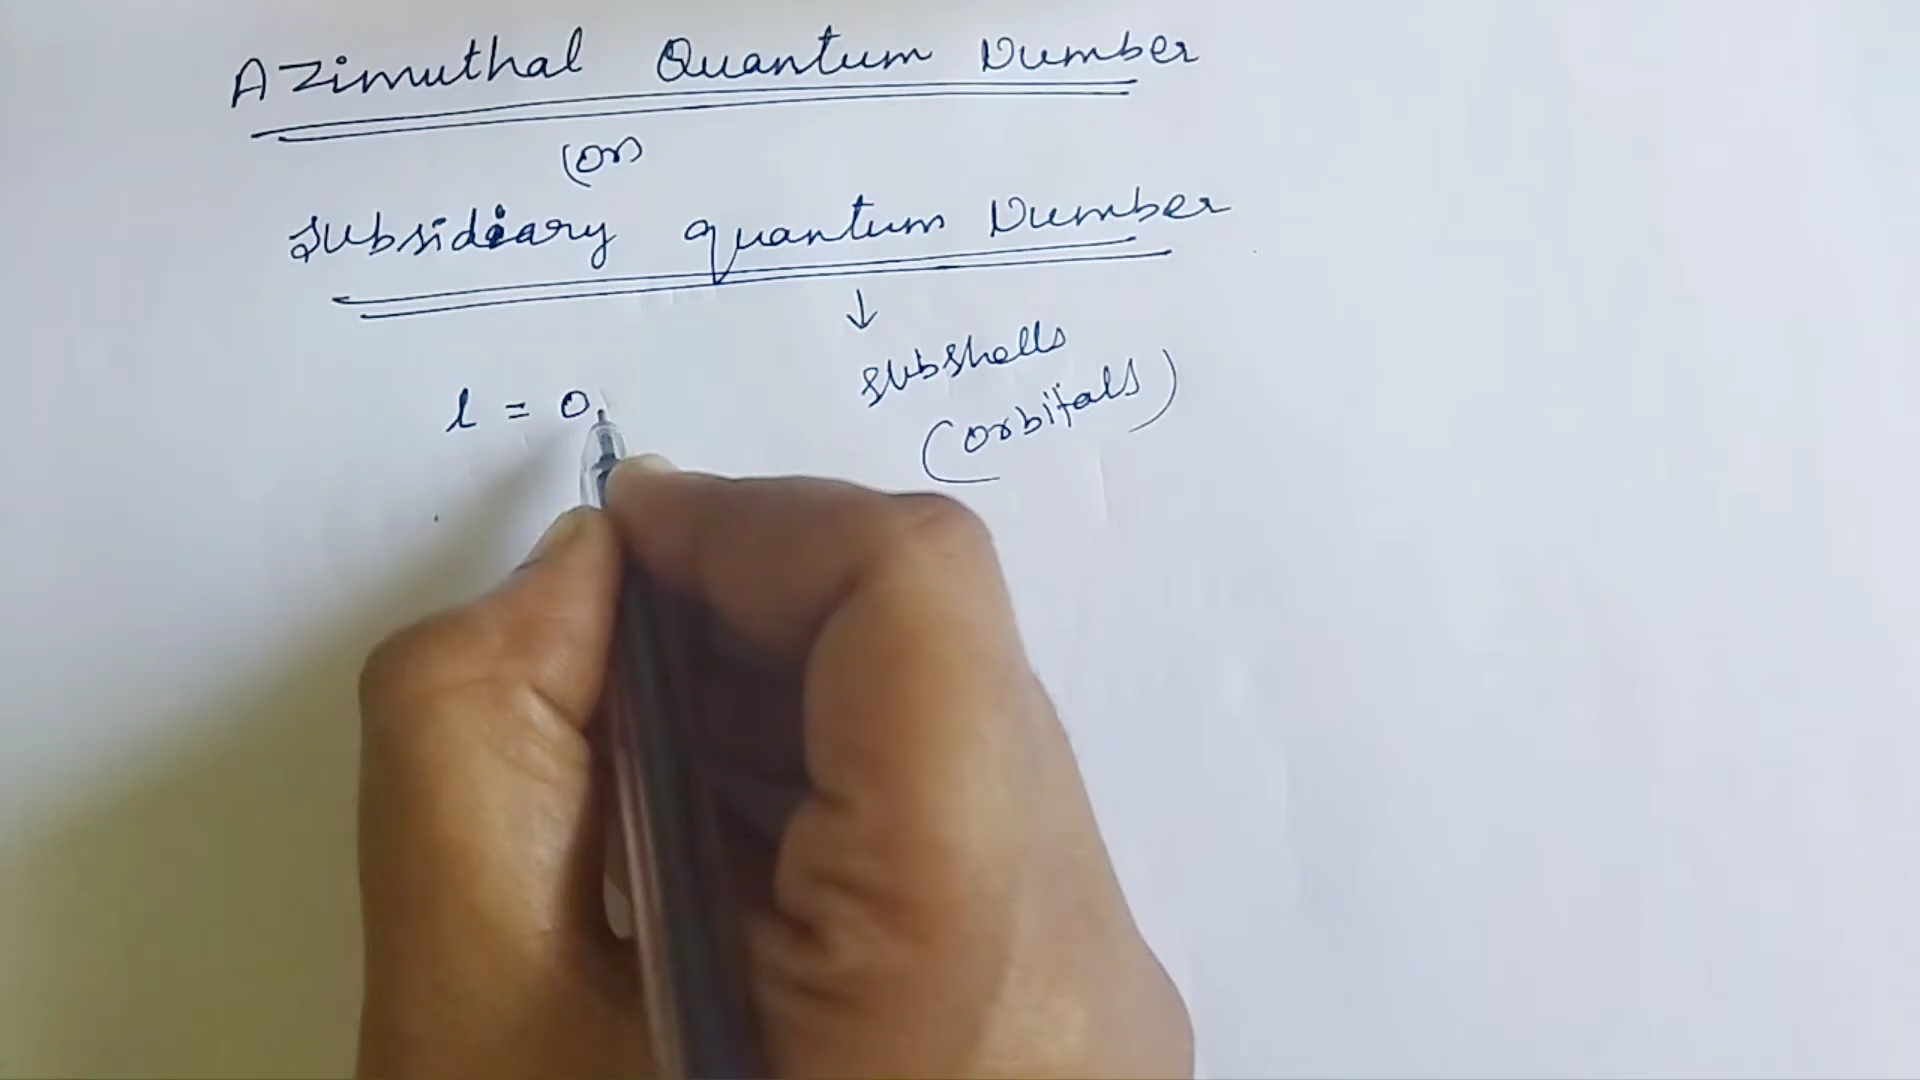 Azimuthal Quantum Number
(or)
Subsidiary quantum Number
↓
subshells
(orbitals)
l = 0,